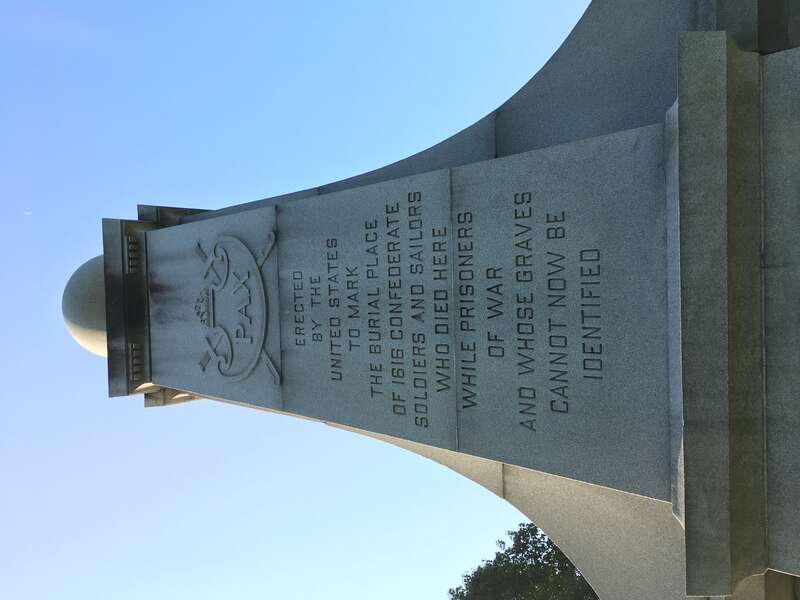 PAX
ERECTED
BY THE
UNITED STATES
TO MARK
THE BURIAL PLACE
OF 1616 CONFEDERATE
SOLDIERS AND SAILORS
WHO DIED HERE
WHILE PRISONERS
OF WAR
AND WHOSE GRAVES
CANNOT NOW BE
IDENTIFIED